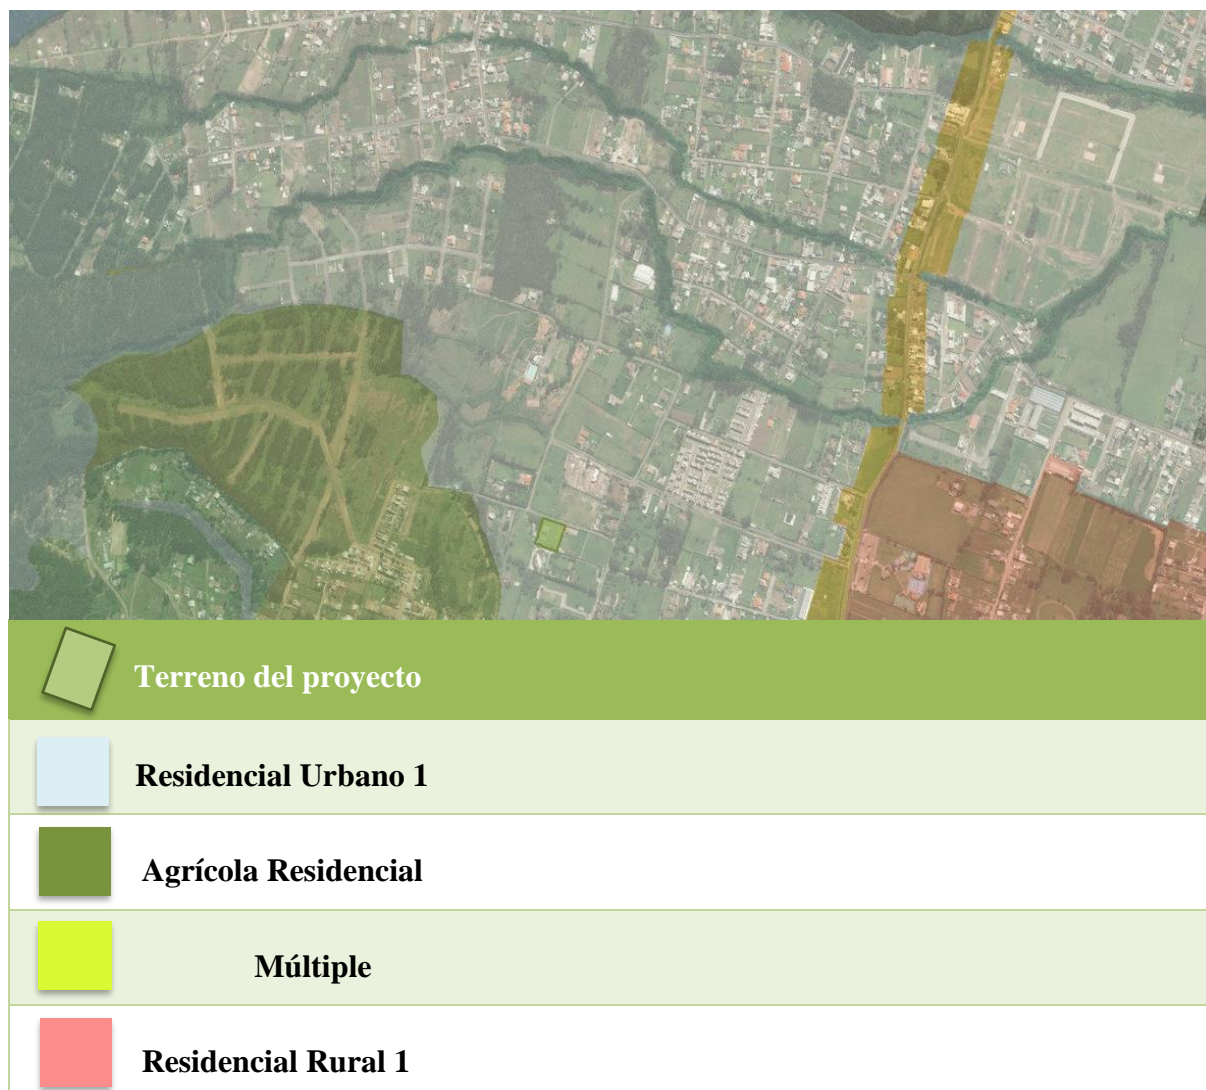 Terreno del proyecto
Residencial Urbano 1
Agrícola Residencial
Múltiple
Residencial Rural 1